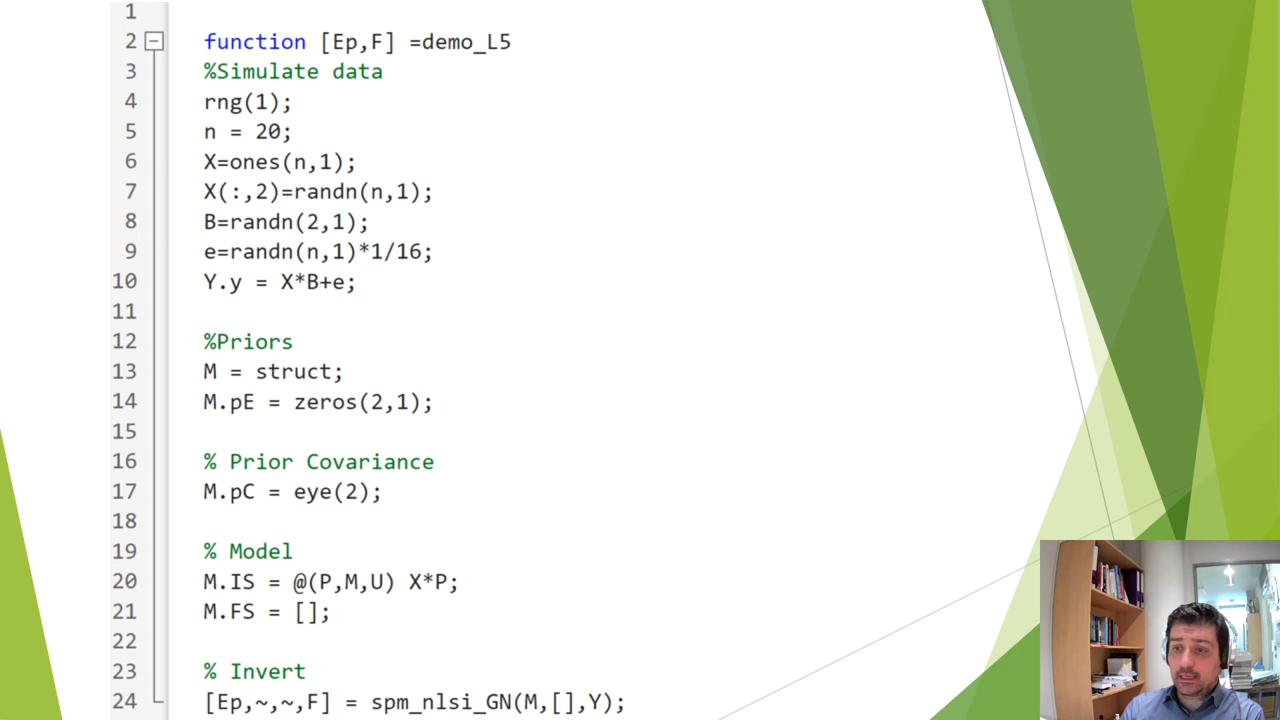 1
2 function [Ep,F] =demo_L5
3 %Simulate data
4 rng(1);
5 n = 20;
6 X=ones(n,1);
7 X(:,2)=randn(n,1);
8 B=randn(2,1);
9 e=randn(n,1)*1/16;
10 Y.y = X*B+e;
11
12 %Priors
13 M = struct;
14 M.pE = zeros(2,1);
15
16 % Prior Covariance
17 M.pC = eye(2);
18
19 % Model
20 M.IS = @(P,M,U) X*P;
21 M.FS = [];
22
23 % Invert
24 [Ep,~,~,F] = spm_nlsi_GN(M,[],Y);